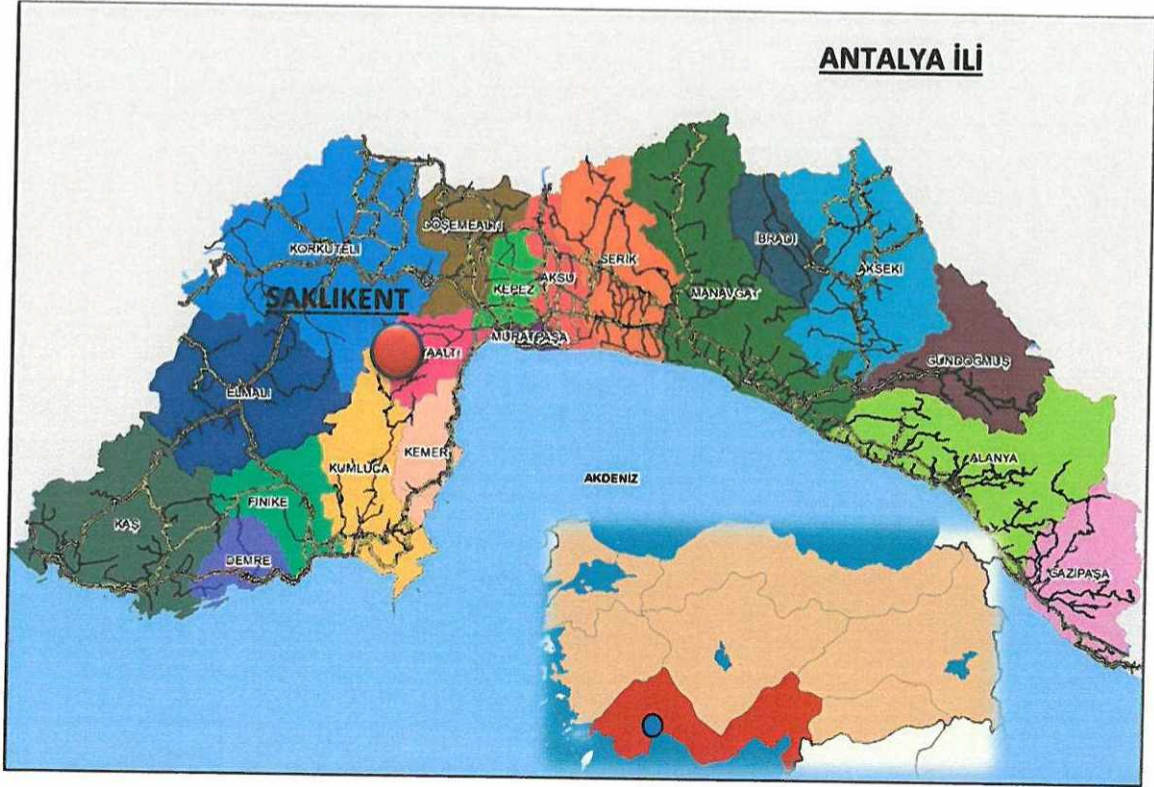 ANTALYA İLİ
KORKUTELİ
DÖŞEMEALTI
KEPEZ
AKSU
SERİK
MANAVGAT
İBRADI
AKSEKİ
GÜNDOĞMUŞ
SAKLIKENT
YAALTI
MURATPAŞA
ELMALI
KUMLUCA
KEMER
AKDENİZ
ALANYA
KAŞ
FİNİKE
DEMRE
GAZİPAŞA